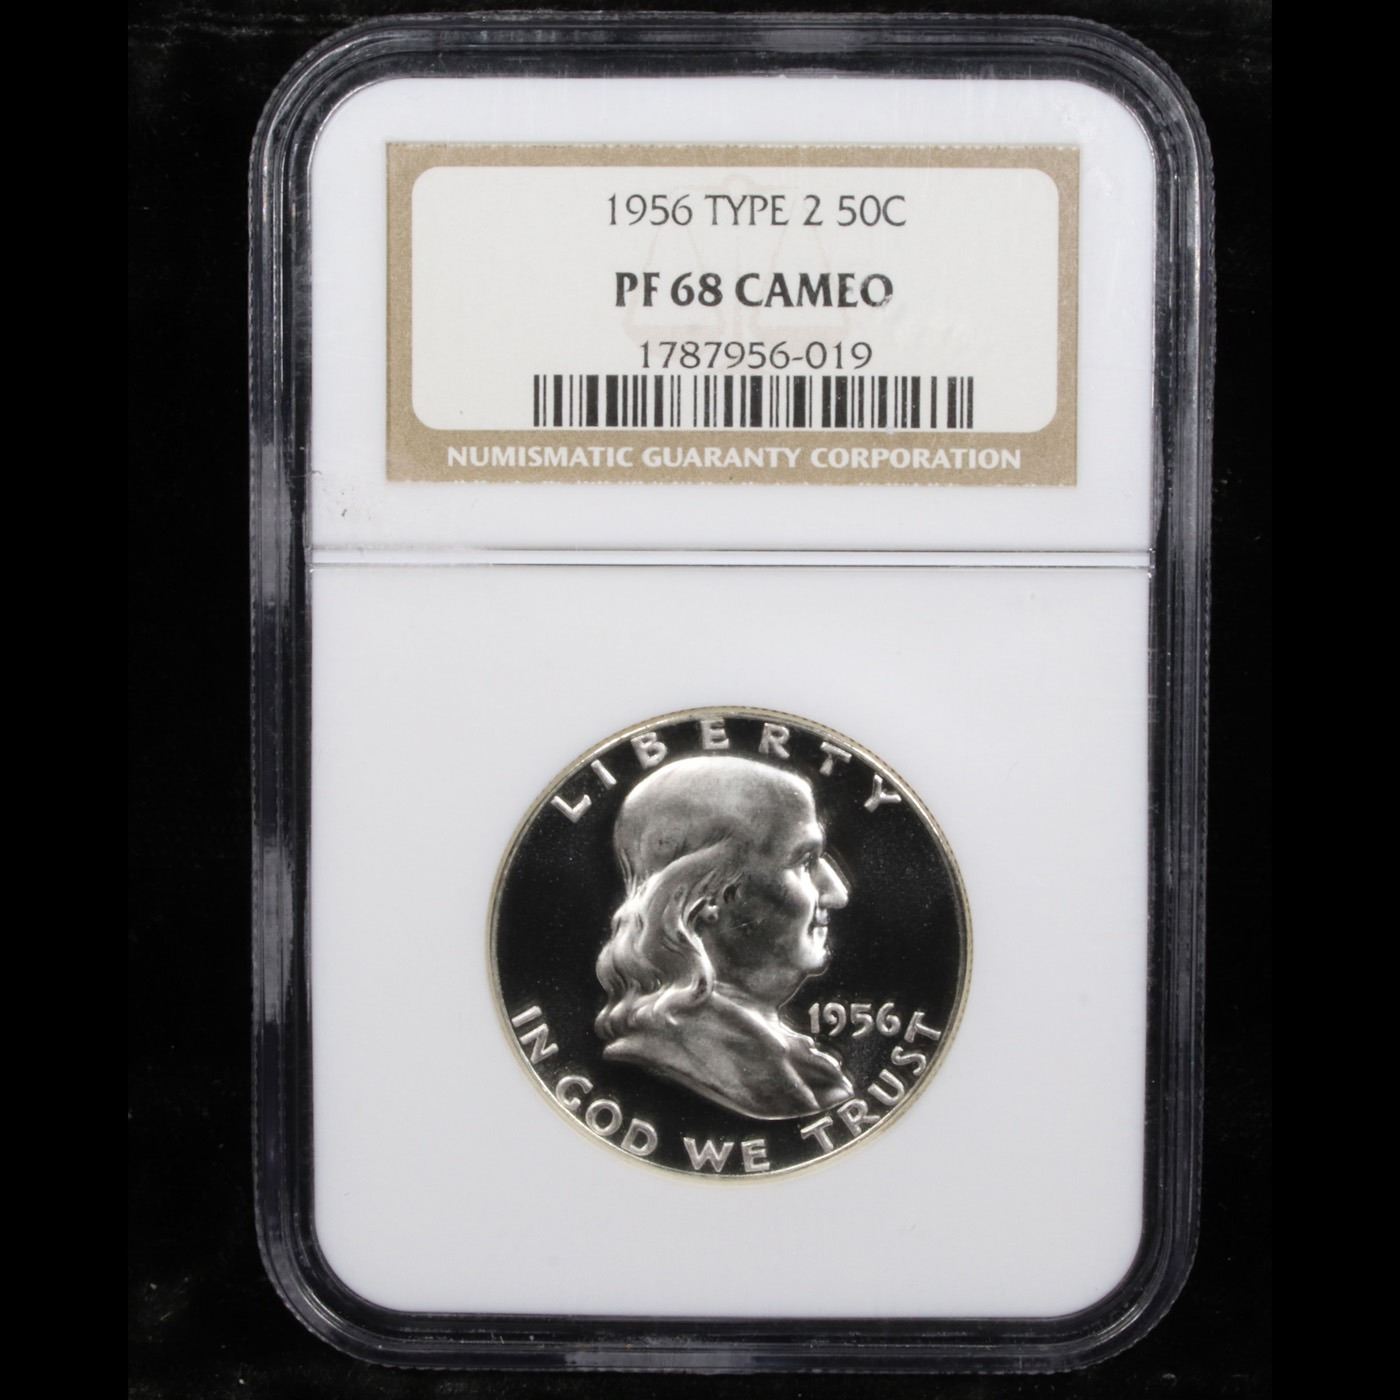 1956 TYPE 2 50C
PF 68 CAMEO
1787956-019
NUMISMATIC GUARANTY CORPORATION
LIBERTY
1956
IN GOD WE TRUST